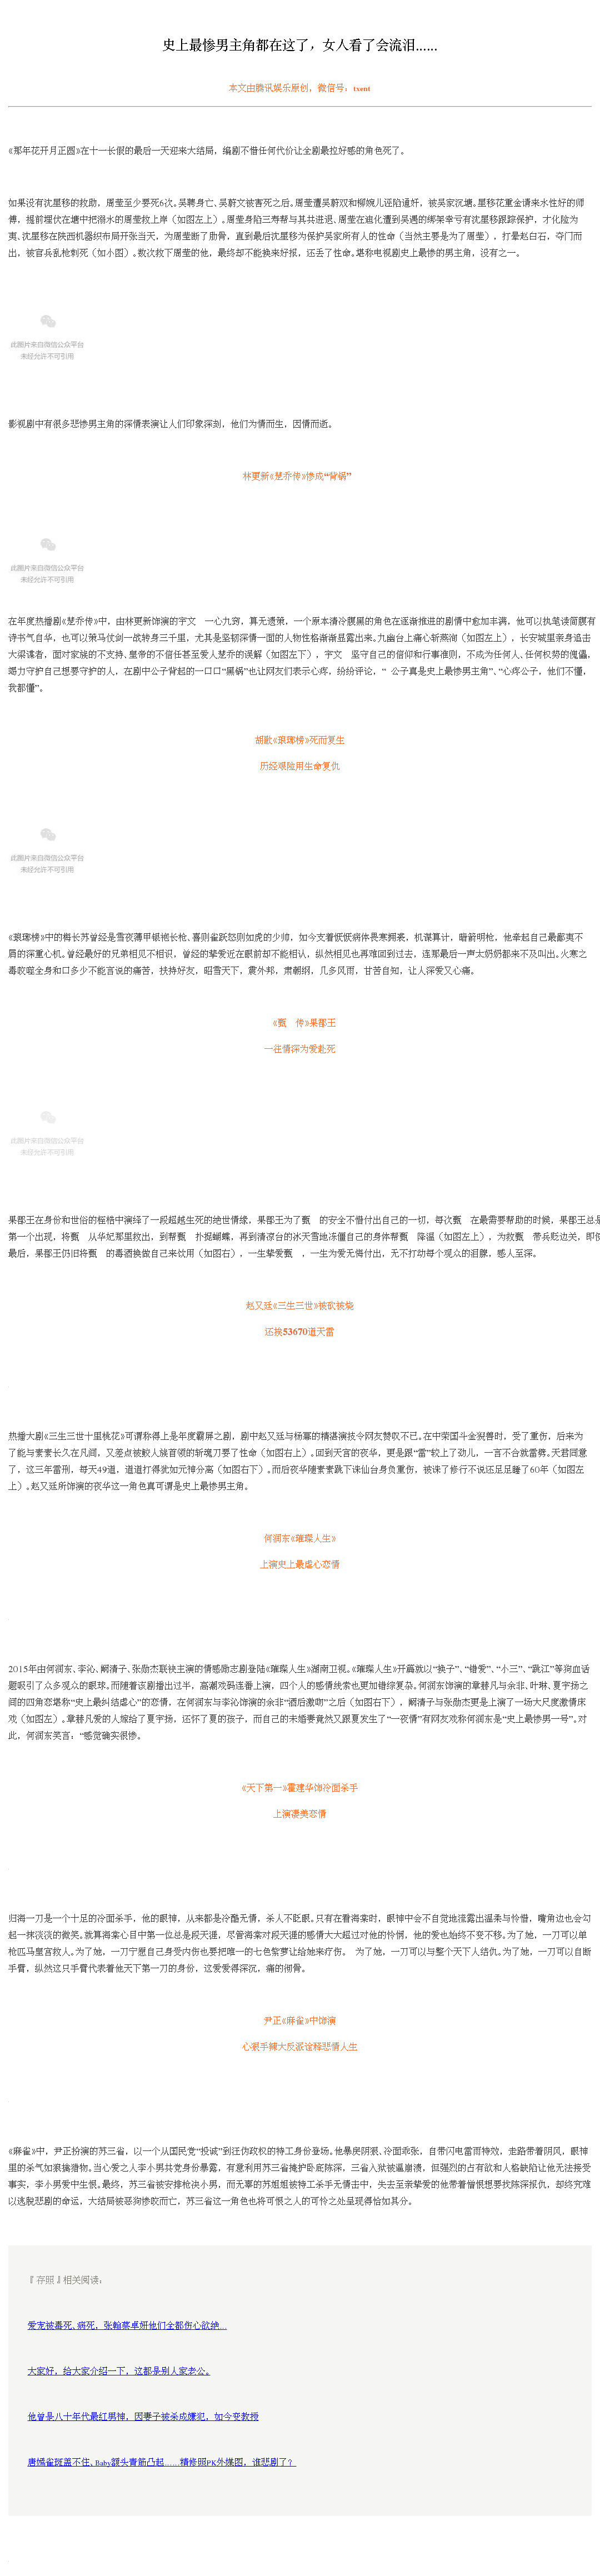 史上最惨男主角都在这了，女人看了会流泪......
本文由腾讯娱乐原创，微信号：txent
《那年花开月正圆》在十一长假的最后一天迎来大结局，编剧不惜任何代价让全剧最拉好感的角色死了。
如果没有沈星移的救助，周莹至少要死6次。吴聘身亡、吴蔚文被害死之后。周莹遭吴蔚双和柳婉儿诬陷通奸，被吴家沉塘。星移花重金请来水性好的师
傅，提前埋伏在塘中把溺水的周莹救上岸（如图左上）。周莹身陷三寿帮与其共进退、周莹在迪化遭到吴遇的绑架幸亏有沈星移跟踪保护，才化险为
夷、沈星移在陕西机器织布局开张当天，为周莹断了肋骨，直到最后沈星移为保护吴家所有人的性命（当然主要是为了周莹），打晕赵白石，夺门而
出，被官兵乱枪刺死（如小图）。数次救下周莹的他，最终却不能换来好报，还丢了性命。堪称电视剧史上最惨的男主角，没有之一。
此图片来自微信公众平台
未经允许不可引用
影视剧中有很多悲惨男主角的深情表演让人们印象深刻，他们为情而生，因情而逝。
林更新《楚乔传》惨成“背锅”
此图片来自微信公众平台
未经允许不可引用
在年度热播剧《楚乔传》中，由林更新饰演的宇文 一心九窍，算无遗策，一个原本清冷腹黑的角色在逐渐推进的剧情中愈加丰满，他可以执笔读简腹有
诗书气自华，也可以策马仗剑一战转身三千里，尤其是坚韧深情一面的人物性格渐渐显露出来。九幽台上痛心斩燕洵（如图左上），长安城里亲身追击
大梁谍者，面对家族的不支持、皇帝的不信任甚至爱人楚乔的误解（如图左下），宇文 坚守自己的信仰和行事准则，不成为任何人、任何权势的傀儡，
竭力守护自己想要守护的人，在剧中公子背起的一口口“黑锅”也让网友们表示心疼，纷纷评论，“ 公子真是史上最惨男主角”、“心疼公子，他们不懂，
我都懂”。
胡歌《琅琊榜》死而复生
历经艰险用生命复仇
此图片来自微信公众平台
未经允许不可引用
《琅琊榜》中的梅长苏曾经是雪夜薄甲银袍长枪、喜则雀跃怒则如虎的少帅，如今支着恹恹病体畏寒拥裘，机谋算计，暗箭明枪，他牵起自己最鄙夷不
屑的深重心机。曾经最好的兄弟相见不相识，曾经的挚爱近在眼前却不能相认，纵然相见也再难回到过去，连那最后一声太奶奶都来不及叫出。火寒之
毒啃噬全身和口多少不能言说的痛苦，扶持好友，昭雪天下，震外邦，肃朝纲，几多风雨，甘苦自知，让人深爱又心痛。
《甄 传》果郡王
一往情深为爱赴死
此图片来自微信公众平台
未经允许不可引用
果郡王在身份和世俗的桎梏中演绎了一段超越生死的绝世情缘，果郡王为了甄 的安全不惜付出自己的一切，每次甄 在最需要帮助的时候，果郡王总是
第一个出现，将甄 从华妃那里救出，到帮甄 扑捉蝴蝶，再到清凉台的冰天雪地冻僵自己的身体帮甄 降温（如图左上），为救甄 带兵贬边关，即使
最后，果郡王仍旧将甄 的毒酒换做自己来饮用（如图右），一生挚爱甄 ，一生为爱无悔付出，无不打动每个观众的泪腺，感人至深。
赵又廷《三生三世》被砍被烧
还挨53670道天雷
热播大剧《三生三世十里桃花》可谓称得上是年度霸屏之剧，剧中赵又廷与杨幂的精湛演技令网友赞叹不已。在中荣国斗金猊兽时，受了重伤，后来为
了能与素素长久在凡间，又差点被鲛人族首领的斩魂刀要了性命（如图右上）。回到天宫的夜华，更是跟“雷”较上了劲儿，一言不合就雷劈。天君同意
了，这三年雷刑，每天49道，道道打得犹如元神分离（如图右下）。而后夜华随素素跳下诛仙台身负重伤，被诛了修行不说还足足睡了60年（如图左
上）。赵又廷所饰演的夜华这一角色真可谓是史上最惨男主角。
何润东《璀璨人生》
上演史上最虐心恋情
2015年由何润东、李沁、阚清子、张勋杰联袂主演的情感励志剧登陆《璀璨人生》湖南卫视。《璀璨人生》开篇就以“换子”、“错爱”、“小三”、“跳江”等狗血话
题吸引了众多观众的眼球。而随着该剧播出过半，高潮戏码连番上演，四个人的感情线索也更加错综复杂。何润东饰演的章赫凡与余非、叶琳、夏宇扬之
间的四角恋堪称“史上最纠结虐心”的恋情，在何润东与李沁饰演的余非“酒后激吻”之后（如图右下），阚清子与张勋杰更是上演了一场大尺度激情床
戏（如图左）。章赫凡爱的人嫁给了夏宇扬，还怀了夏的孩子，而自己的未婚妻竟然又跟夏发生了“一夜情”有网友戏称何润东是“史上最惨男一号”。对
此，何润东笑言：“感觉确实很惨。
《天下第一》霍建华饰冷面杀手
上演凄美恋情
归海一刀是一个十足的冷面杀手，他的眼神，从来都是冷酷无情，杀人不眨眼。只有在看海棠时，眼神中会不自觉地流露出温柔与怜惜，嘴角边也会勾
起一抹淡淡的微笑。就算海棠心目中第一位总是段天涯，尽管海棠对段天涯的感情大大超过对他的怜悯，他的爱也始终不变不移。为了她，一刀可以单
枪匹马皇宫救人。为了她，一刀宁愿自己身受内伤也要把唯一的七色紫萝让给她来疗伤。 为了她，一刀可以与整个天下人结仇。为了她，一刀可以自断
手臂，纵然这只手臂代表着他天下第一刀的身份，这爱爱得深沉，痛的彻骨。
尹正《麻雀》中饰演
心狠手辣大反派诠释悲情人生
《麻雀》中，尹正扮演的苏三省，以一个从国民党“投诚”到汪伪政权的特工身份登场。他暴戾阴狠、冷面乖张，自带闪电雷雨特效，走路带着阴风，眼神
里的杀气如狼擒猎物。当心爱之人李小男共党身份暴露，有意利用苏三省掩护卧底陈深，三省入狱被逼崩溃，但强烈的占有欲和人格缺陷让他无法接受
事实，李小男爱中生恨。最终，苏三省被安排枪决小男，而无辜的苏姐姐被特工杀手无情击中，失去至亲挚爱的他带着憎恨想要找陈深报仇，却终究难
以逃脱悲剧的命运，大结局被恶狗惨咬而亡，苏三省这一角色也将可恨之人的可怜之处呈现得恰如其分。
『存照』相关阅读：
爱宠被毒死、病死，张翰蔡卓妍他们全都伤心欲绝...
大家好，给大家介绍一下，这都是别人家老公。
他曾是八十年代最红男神，因妻子被杀成嫌犯，如今变教授
唐嫣雀斑盖不住、Baby额头青筋凸起……精修照PK外媒图，谁悲剧了？